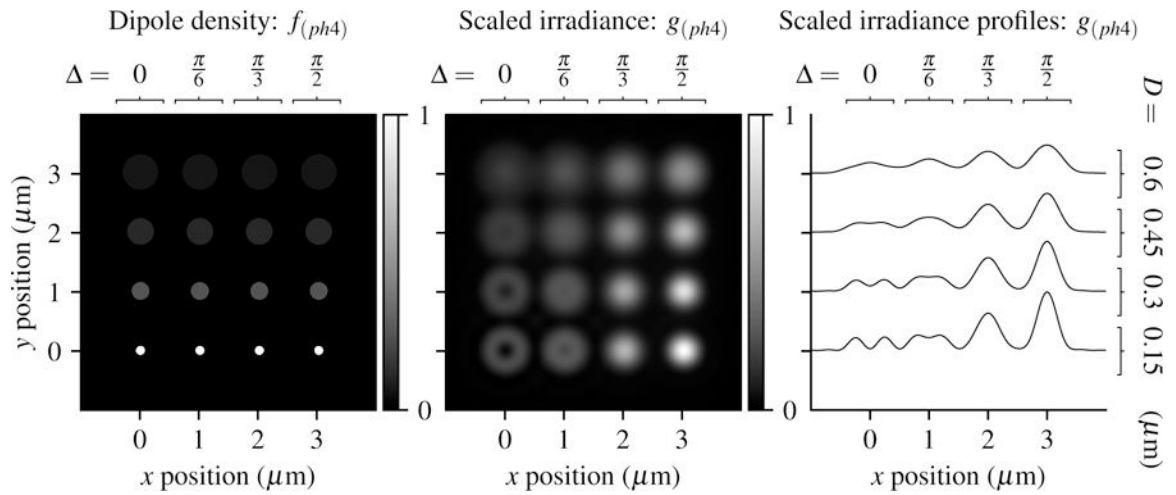 Dipole density: f(ph4) Scaled irradiance: g(ph4) Scaled irradiance profiles: g(ph4)
Δ = 0 π/6 π/3 π/2 Δ = 0 π/6 π/3 π/2 Δ = 0 π/6 π/3 π/2 D =
1 1
3 0.6
2 0.45
1 0.3
0 0.15
y position (μm)
0 0 (μm)
0 1 2 3 0 1 2 3 0 1 2 3
x position (μm) x position (μm) x position (μm)